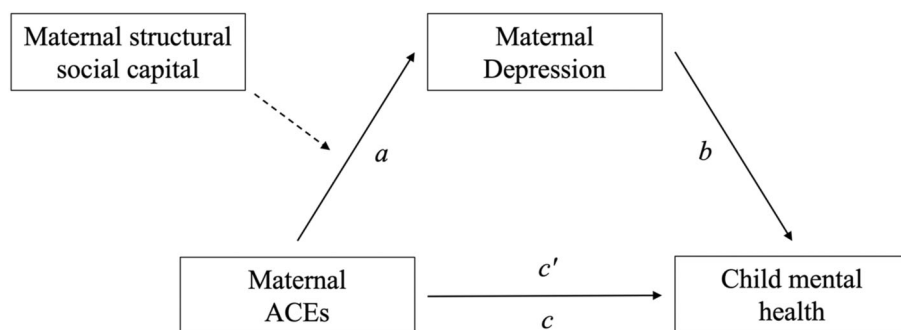 Maternal structural
social capital
Maternal
Depression
a
b
Maternal
ACEs
c′
c
Child mental
health